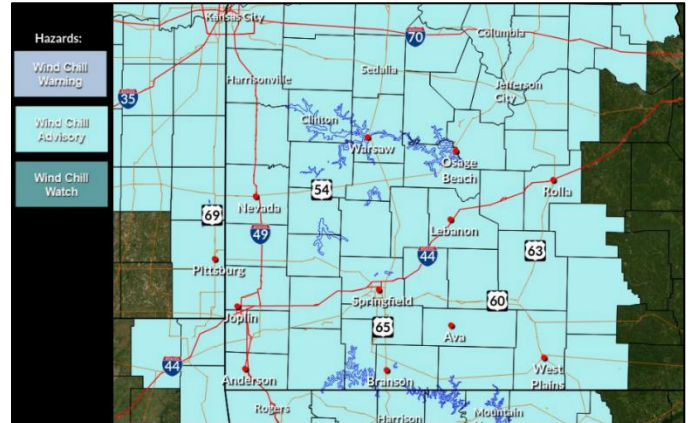 Hazards:
Wind Chill
Warning
Wind Chill
Advisory
Wind Chill
Watch
Kansas City
70
Columbia
Harrisonville
Sedalia
Jefferson
City
35
Clinton
Warsaw
Osage
Beach
54
Rolla
69
Nevada
49
Lebanon
63
44
Pittsburg
Springfield
60
Joplin
65
Ava
44
Anderson
Branson
West
Plains
Rogers
Harrison
Mountain